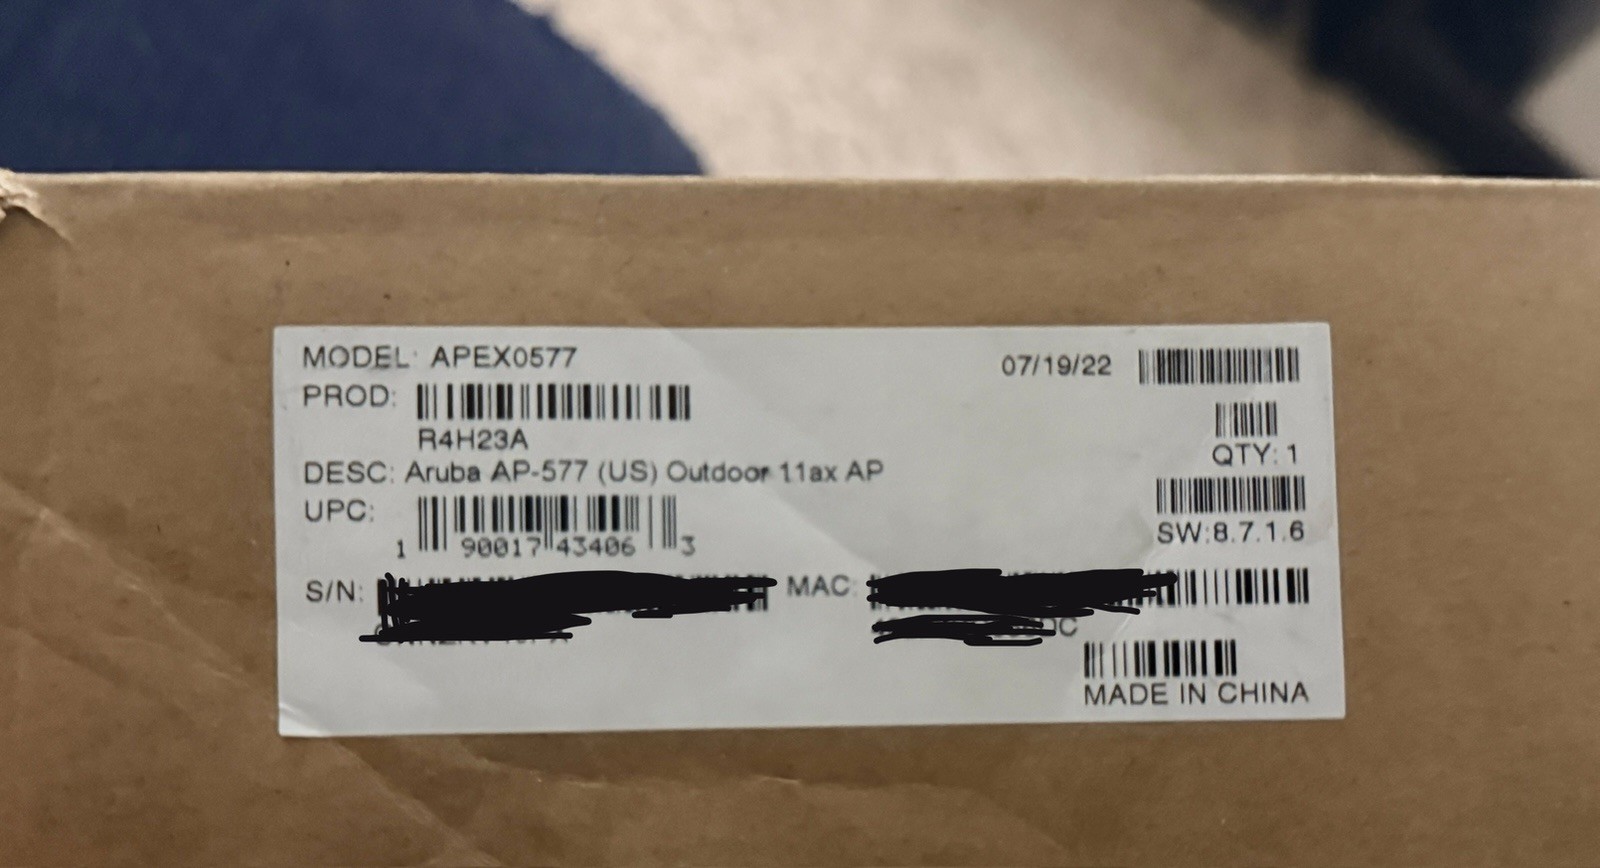 MODEL: APEX0577
07/19/22
PROD:
R4H23A
QTY: 1
DESC: Aruba AP-577 (US) Outdoor 11ax AP
UPC:
1 90017 43406 3
SW:8.7.1.6
S/N:
MAC:
MADE IN CHINA